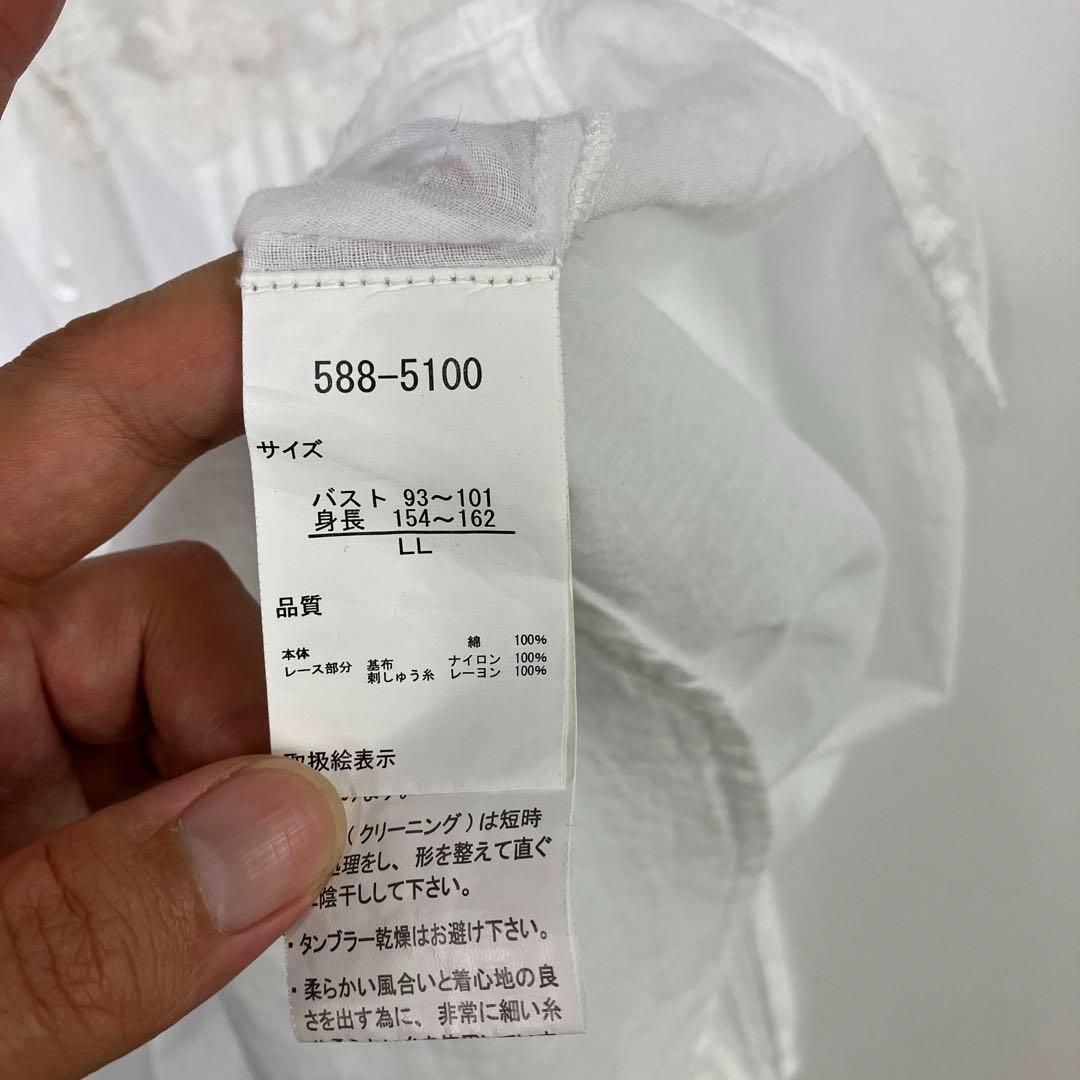 588-5100
サイズ
バスト 93〜101
身長 154〜162
LL
品質
本体 綿 100%
レース部分 基布 ナイロン 100%
刺しゅう糸 レーヨン 100%
取扱絵表示
(クリーニング)は短時
処理をし、形を整えて直ぐ
陰干しして下さい。
・タンブラー乾燥はお避け下さい。
・柔らかい風合いと着心地の良
さを出す為に、非常に細い糸